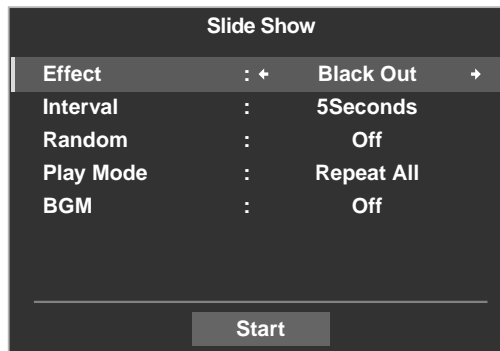 Slide Show
Effect : Black Out
Interval : 5Seconds
Random : Off
Play Mode : Repeat All
BGM : Off
Start